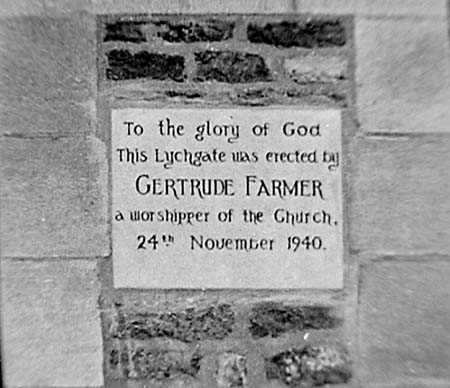 To the glory of God
This Lychgate was erected by
GERTRUDE FARMER
a worshipper of the Church,
24th November 1940.